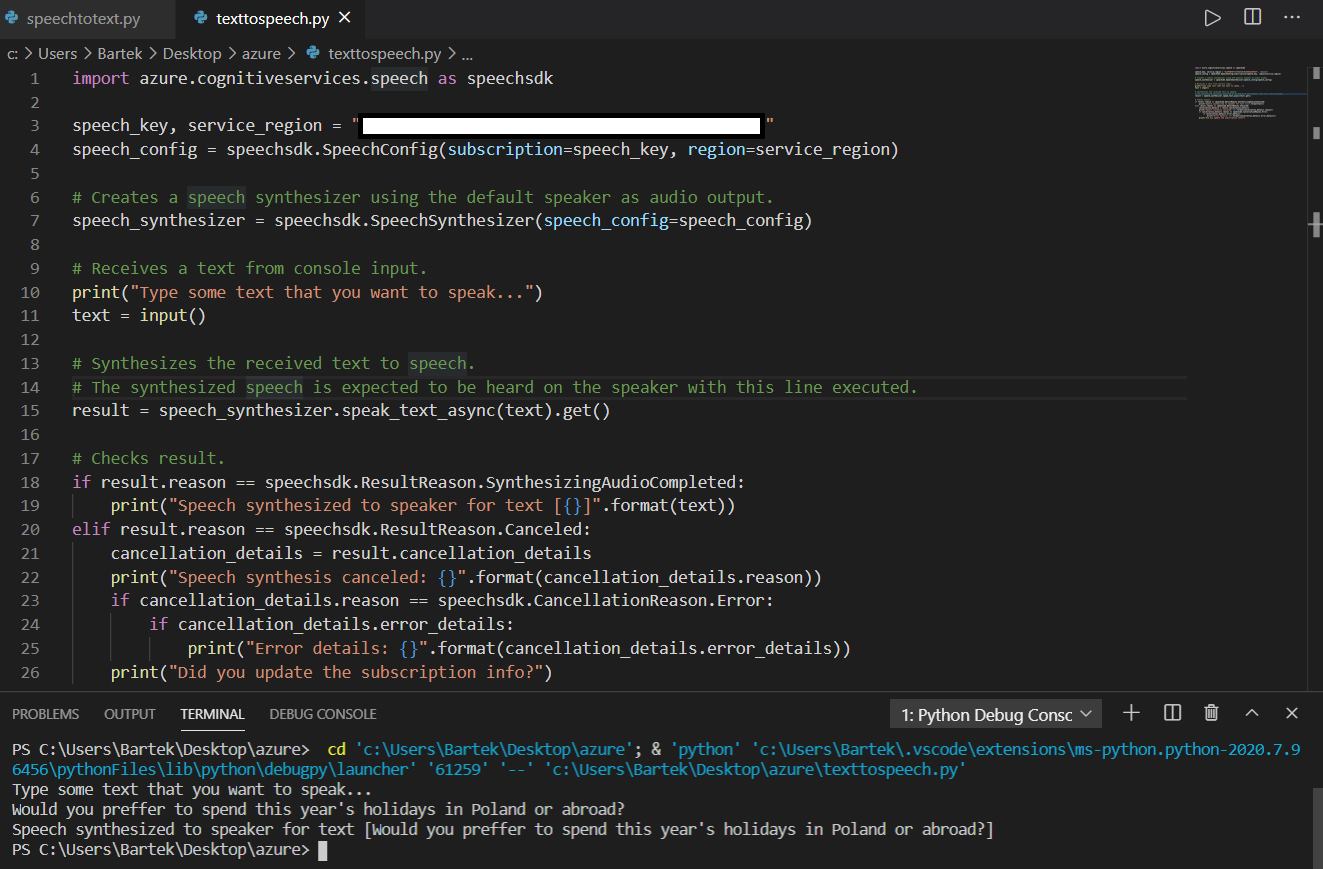 speechtotext.py texttospeech.py
c: > Users > Bartek > Desktop > azure > texttospeech.py > ...
1 import azure.cognitiveservices.speech as speechsdk
2
3 speech_key, service_region = " "
4 speech_config = speechsdk.SpeechConfig(subscription=speech_key, region=service_region)
5
6 # Creates a speech synthesizer using the default speaker as audio output.
7 speech_synthesizer = speechsdk.SpeechSynthesizer(speech_config=speech_config)
8
9 # Receives a text from console input.
10 print("Type some text that you want to speak...")
11 text = input()
12
13 # Synthesizes the received text to speech.
14 # The synthesized speech is expected to be heard on the speaker with this line executed.
15 result = speech_synthesizer.speak_text_async(text).get()
16
17 # Checks result.
18 if result.reason == speechsdk.ResultReason.SynthesizingAudioCompleted:
19     print("Speech synthesized to speaker for text [{}]".format(text))
20 elif result.reason == speechsdk.ResultReason.Canceled:
21     cancellation_details = result.cancellation_details
22     print("Speech synthesis canceled: {}".format(cancellation_details.reason))
23     if cancellation_details.reason == speechsdk.CancellationReason.Error:
24         if cancellation_details.error_details:
25             print("Error details: {}".format(cancellation_details.error_details))
26     print("Did you update the subscription info?")
PROBLEMS OUTPUT TERMINAL DEBUG CONSOLE 1: Python Debug Consc
PS C:\Users\Bartek\Desktop\azure>  cd 'c:\Users\Bartek\Desktop\azure'; & 'python' 'c:\Users\Bartek\.vscode\extensions\ms-python.python-2020.7.9
6456\pythonFiles\lib\python\debugpy\launcher' '61259' '--' 'c:\Users\Bartek\Desktop\azure\texttospeech.py'
Type some text that you want to speak...
Would you preffer to spend this year's holidays in Poland or abroad?
Speech synthesized to speaker for text [Would you preffer to spend this year's holidays in Poland or abroad?]
PS C:\Users\Bartek\Desktop\azure>